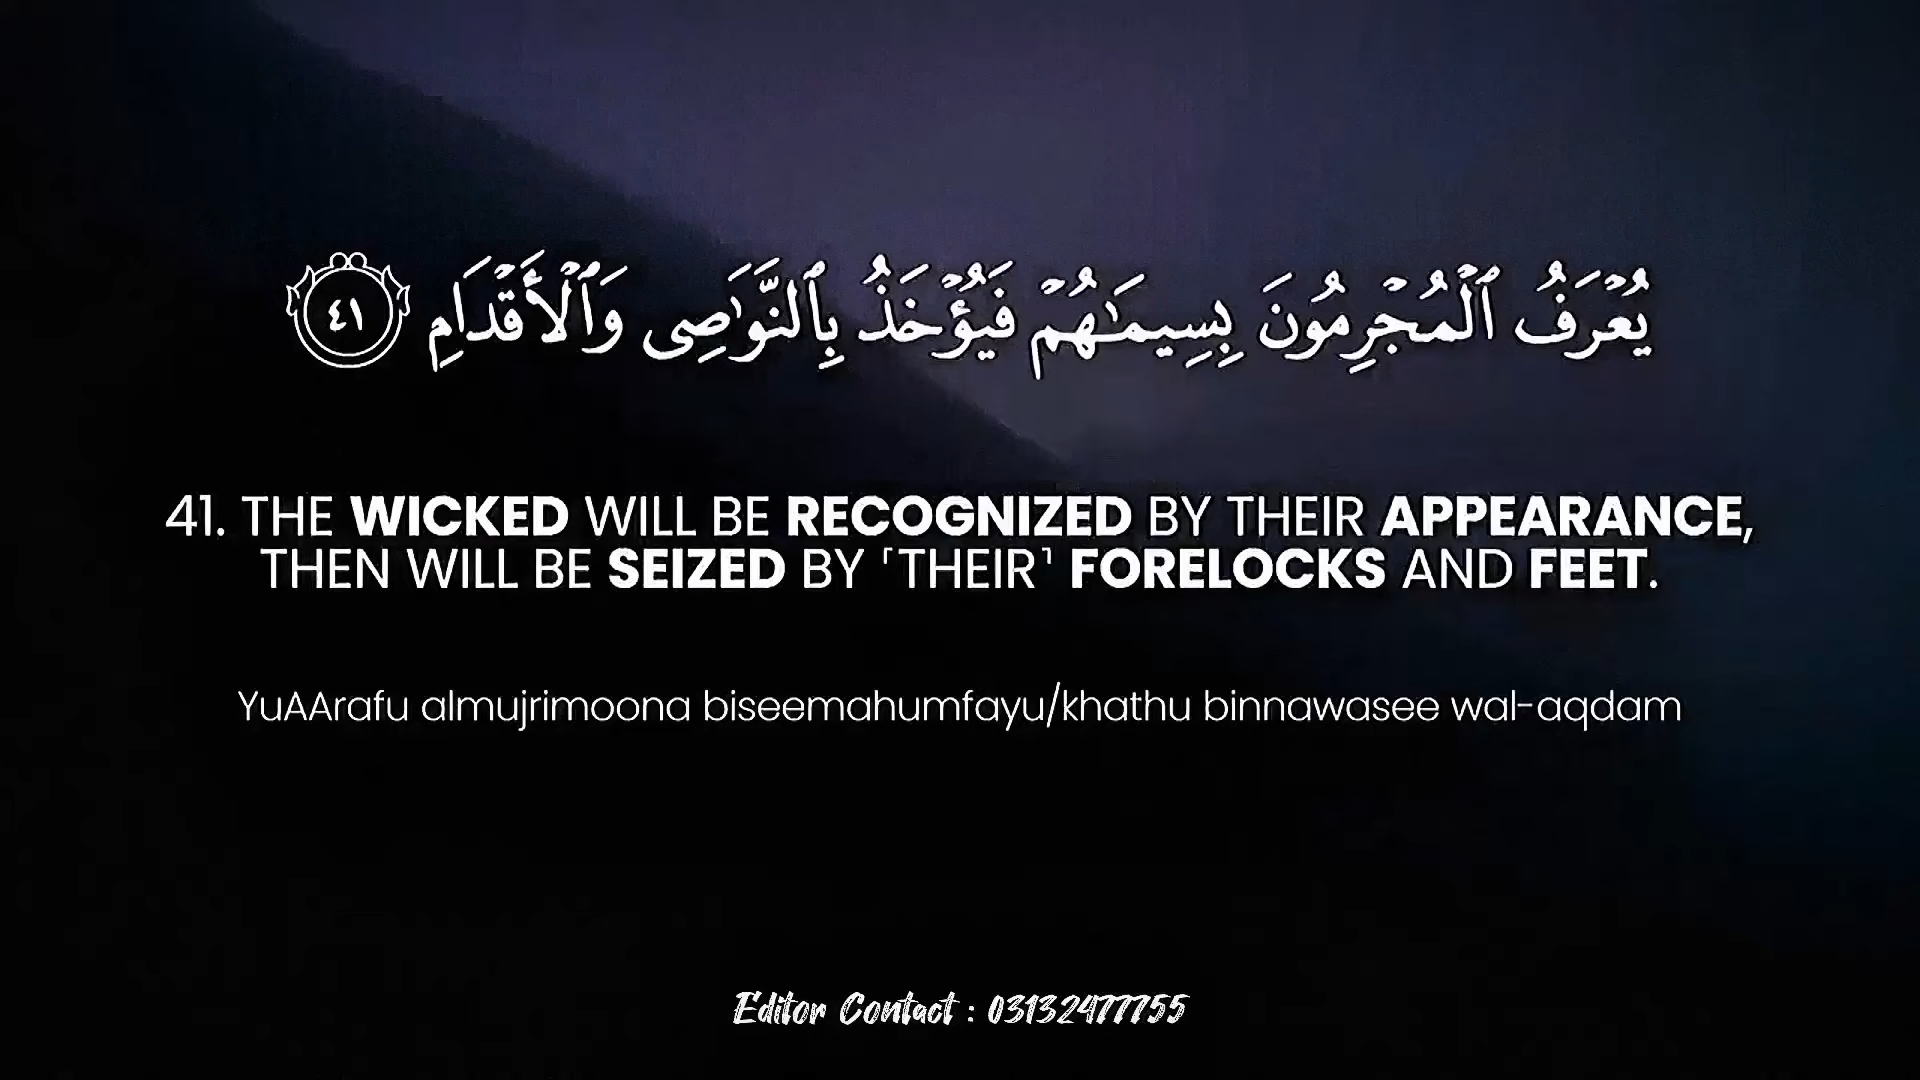 يُعۡرَفُ ٱلۡمُجۡرِمُونَ بِسِيمَـٰهُمۡ فَيُؤۡخَذُ بِٱلنَّوَٰصِى وَٱلۡأَقۡدَامِ ٤١
41. THE WICKED WILL BE RECOGNIZED BY THEIR APPEARANCE,
THEN WILL BE SEIZED BY ˹THEIR˺ FORELOCKS AND FEET.
YuAArafu almujrimoona biseemahumfayu/khathu binnawasee wal-aqdam
Editor Contact : 03132477755